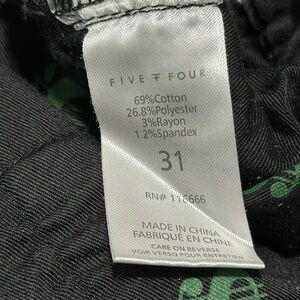 FIVE FOUR
69%Cotton
26.8%Polyester
3%Rayon
1.2%Spandex
31
RN# 116666
MADE IN CHINA
FABRIQUÉ EN CHINE
CARE ON REVERSE
VOIR VERSO POUR ENTRETIEN